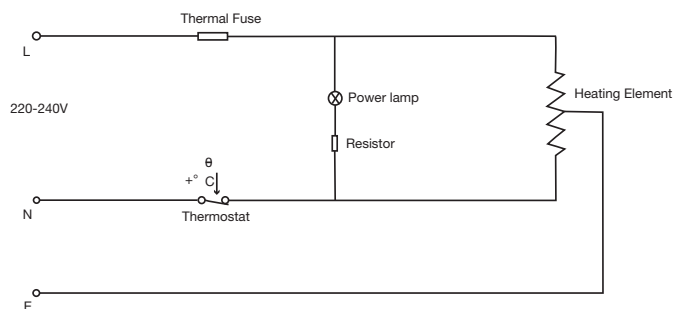 Thermal Fuse
L
Power lamp
Heating Element
220-240V
Resistor
θ
+° C
N
Thermostat
E